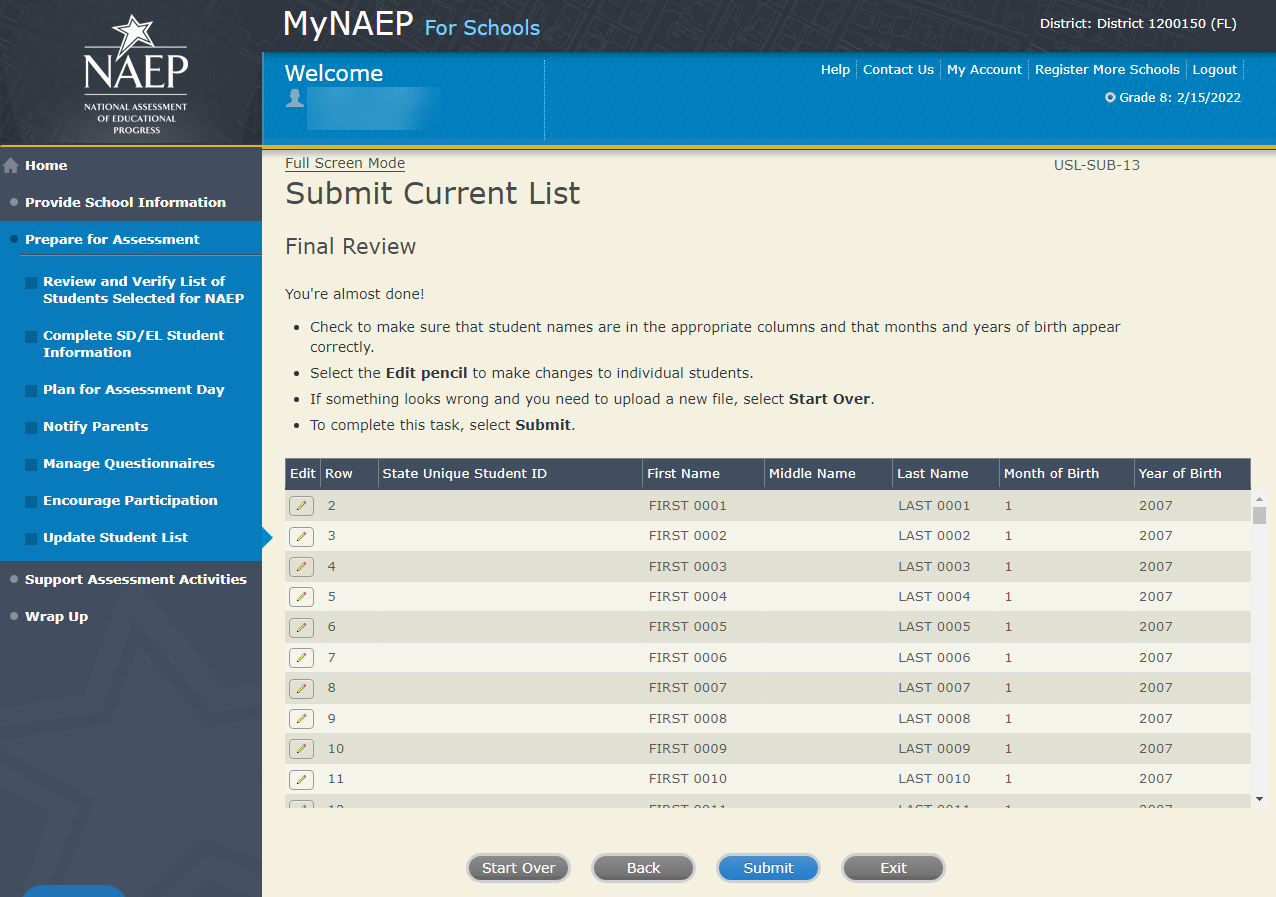 NAEP
NATIONAL ASSESSMENT
OF EDUCATIONAL
PROGRESS
MyNAEP For Schools
District: District 1200150 (FL)
Welcome
Help Contact Us My Account Register More Schools Logout
Grade 8: 2/15/2022
Home
Provide School Information
Prepare for Assessment
Review and Verify List of
Students Selected for NAEP
Complete SD/EL Student
Information
Plan for Assessment Day
Notify Parents
Manage Questionnaires
Encourage Participation
Update Student List
Support Assessment Activities
Wrap Up
Full Screen Mode
USL-SUB-13
Submit Current List
Final Review
You're almost done!
• Check to make sure that student names are in the appropriate columns and that months and years of birth appear
correctly.
• Select the Edit pencil to make changes to individual students.
• If something looks wrong and you need to upload a new file, select Start Over.
• To complete this task, select Submit.
Edit Row State Unique Student ID First Name Middle Name Last Name Month of Birth Year of Birth
2 FIRST 0001 LAST 0001 1 2007
3 FIRST 0002 LAST 0002 1 2007
4 FIRST 0003 LAST 0003 1 2007
5 FIRST 0004 LAST 0004 1 2007
6 FIRST 0005 LAST 0005 1 2007
7 FIRST 0006 LAST 0006 1 2007
8 FIRST 0007 LAST 0007 1 2007
9 FIRST 0008 LAST 0008 1 2007
10 FIRST 0009 LAST 0009 1 2007
11 FIRST 0010 LAST 0010 1 2007
Start Over Back Submit Exit